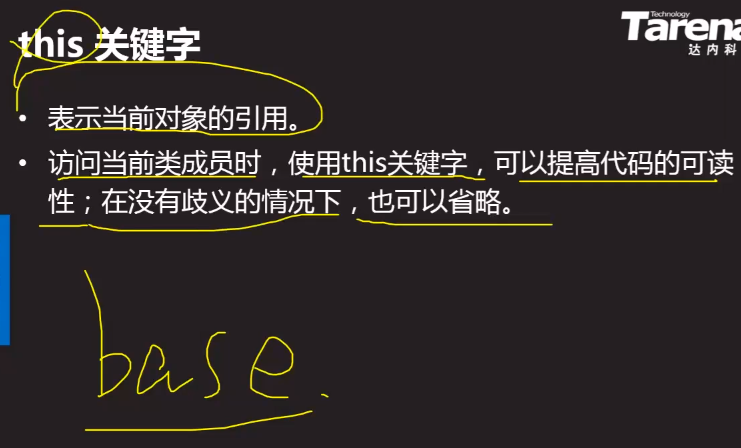 Technology
Tarena
达内科
this 关键字
• 表示当前对象的引用。
• 访问当前类成员时，使用this关键字，可以提高代码的可读
性；在没有歧义的情况下，也可以省略。
base.